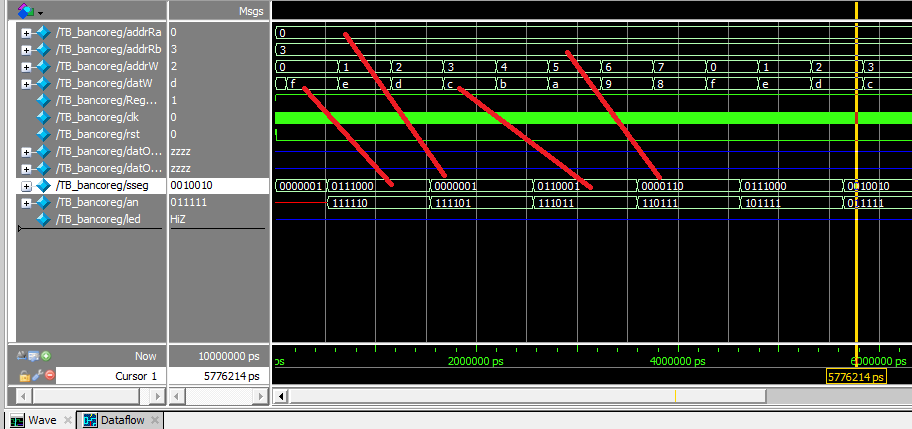 Msgs
/TB_bancoreg/addrRa 0 0
/TB_bancoreg/addrRb 3 3
/TB_bancoreg/addrW 2 0 1 2 3 4 5 6 7 0 1 2 3
/TB_bancoreg/datW d f e d c b a 9 8 f e d c
/TB_bancoreg/Reg... 1
/TB_bancoreg/clk 0
/TB_bancoreg/rst 0
/TB_bancoreg/datO... zzzz
/TB_bancoreg/datO... zzzz
/TB_bancoreg/sseg 0010010 0000001 0111000 0000001 0110001 0000110 0111000 0010010
/TB_bancoreg/an 011111 111110 111101 111011 110111 101111 011111
/TB_bancoreg/led HiZ
Now 10000000 ps ps 2000000 ps 4000000 ps 6000000 ps
Cursor 1 5776214 ps 5776214 ps
Wave Dataflow